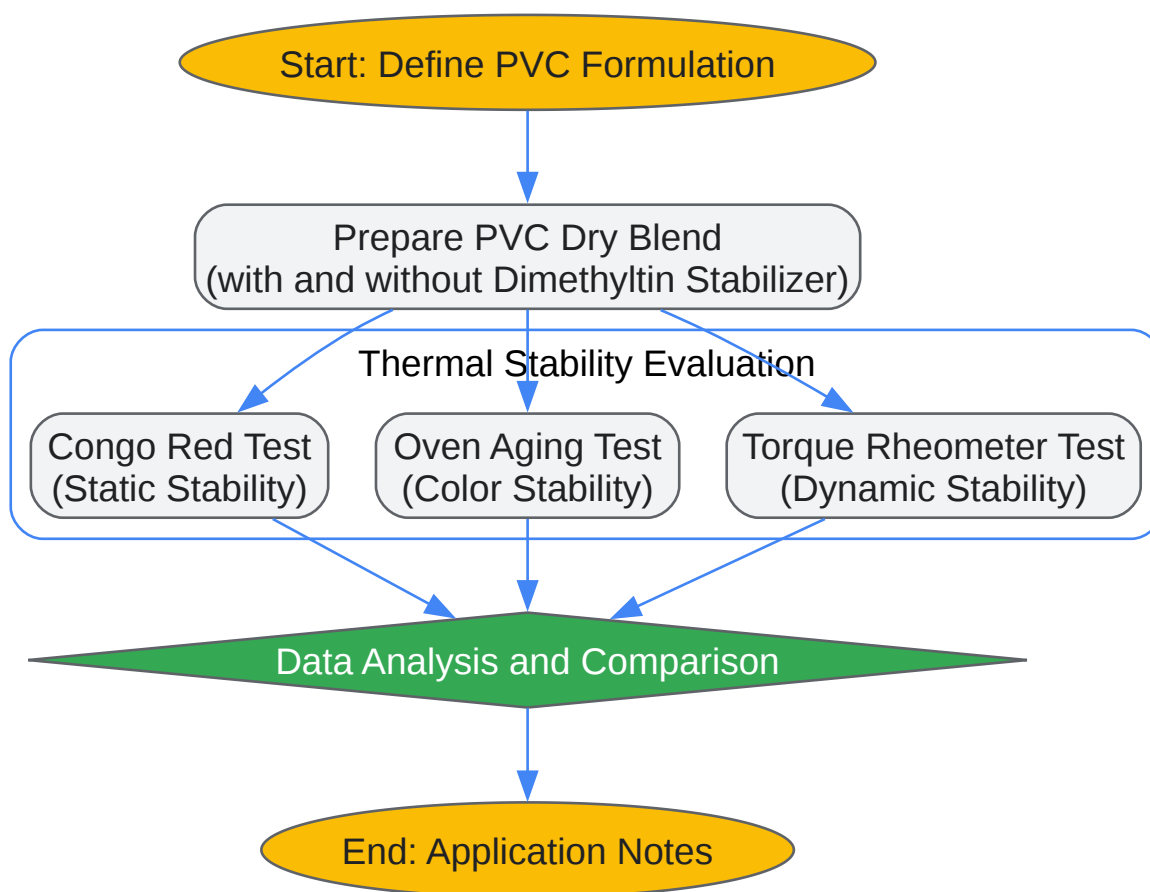 Start: Define PVC Formulation
Prepare PVC Dry Blend
(with and without Dimethyltin Stabilizer)
Thermal Stability Evaluation
Congo Red Test
(Static Stability)
Oven Aging Test
(Color Stability)
Torque Rheometer Test
(Dynamic Stability)
Data Analysis and Comparison
End: Application Notes